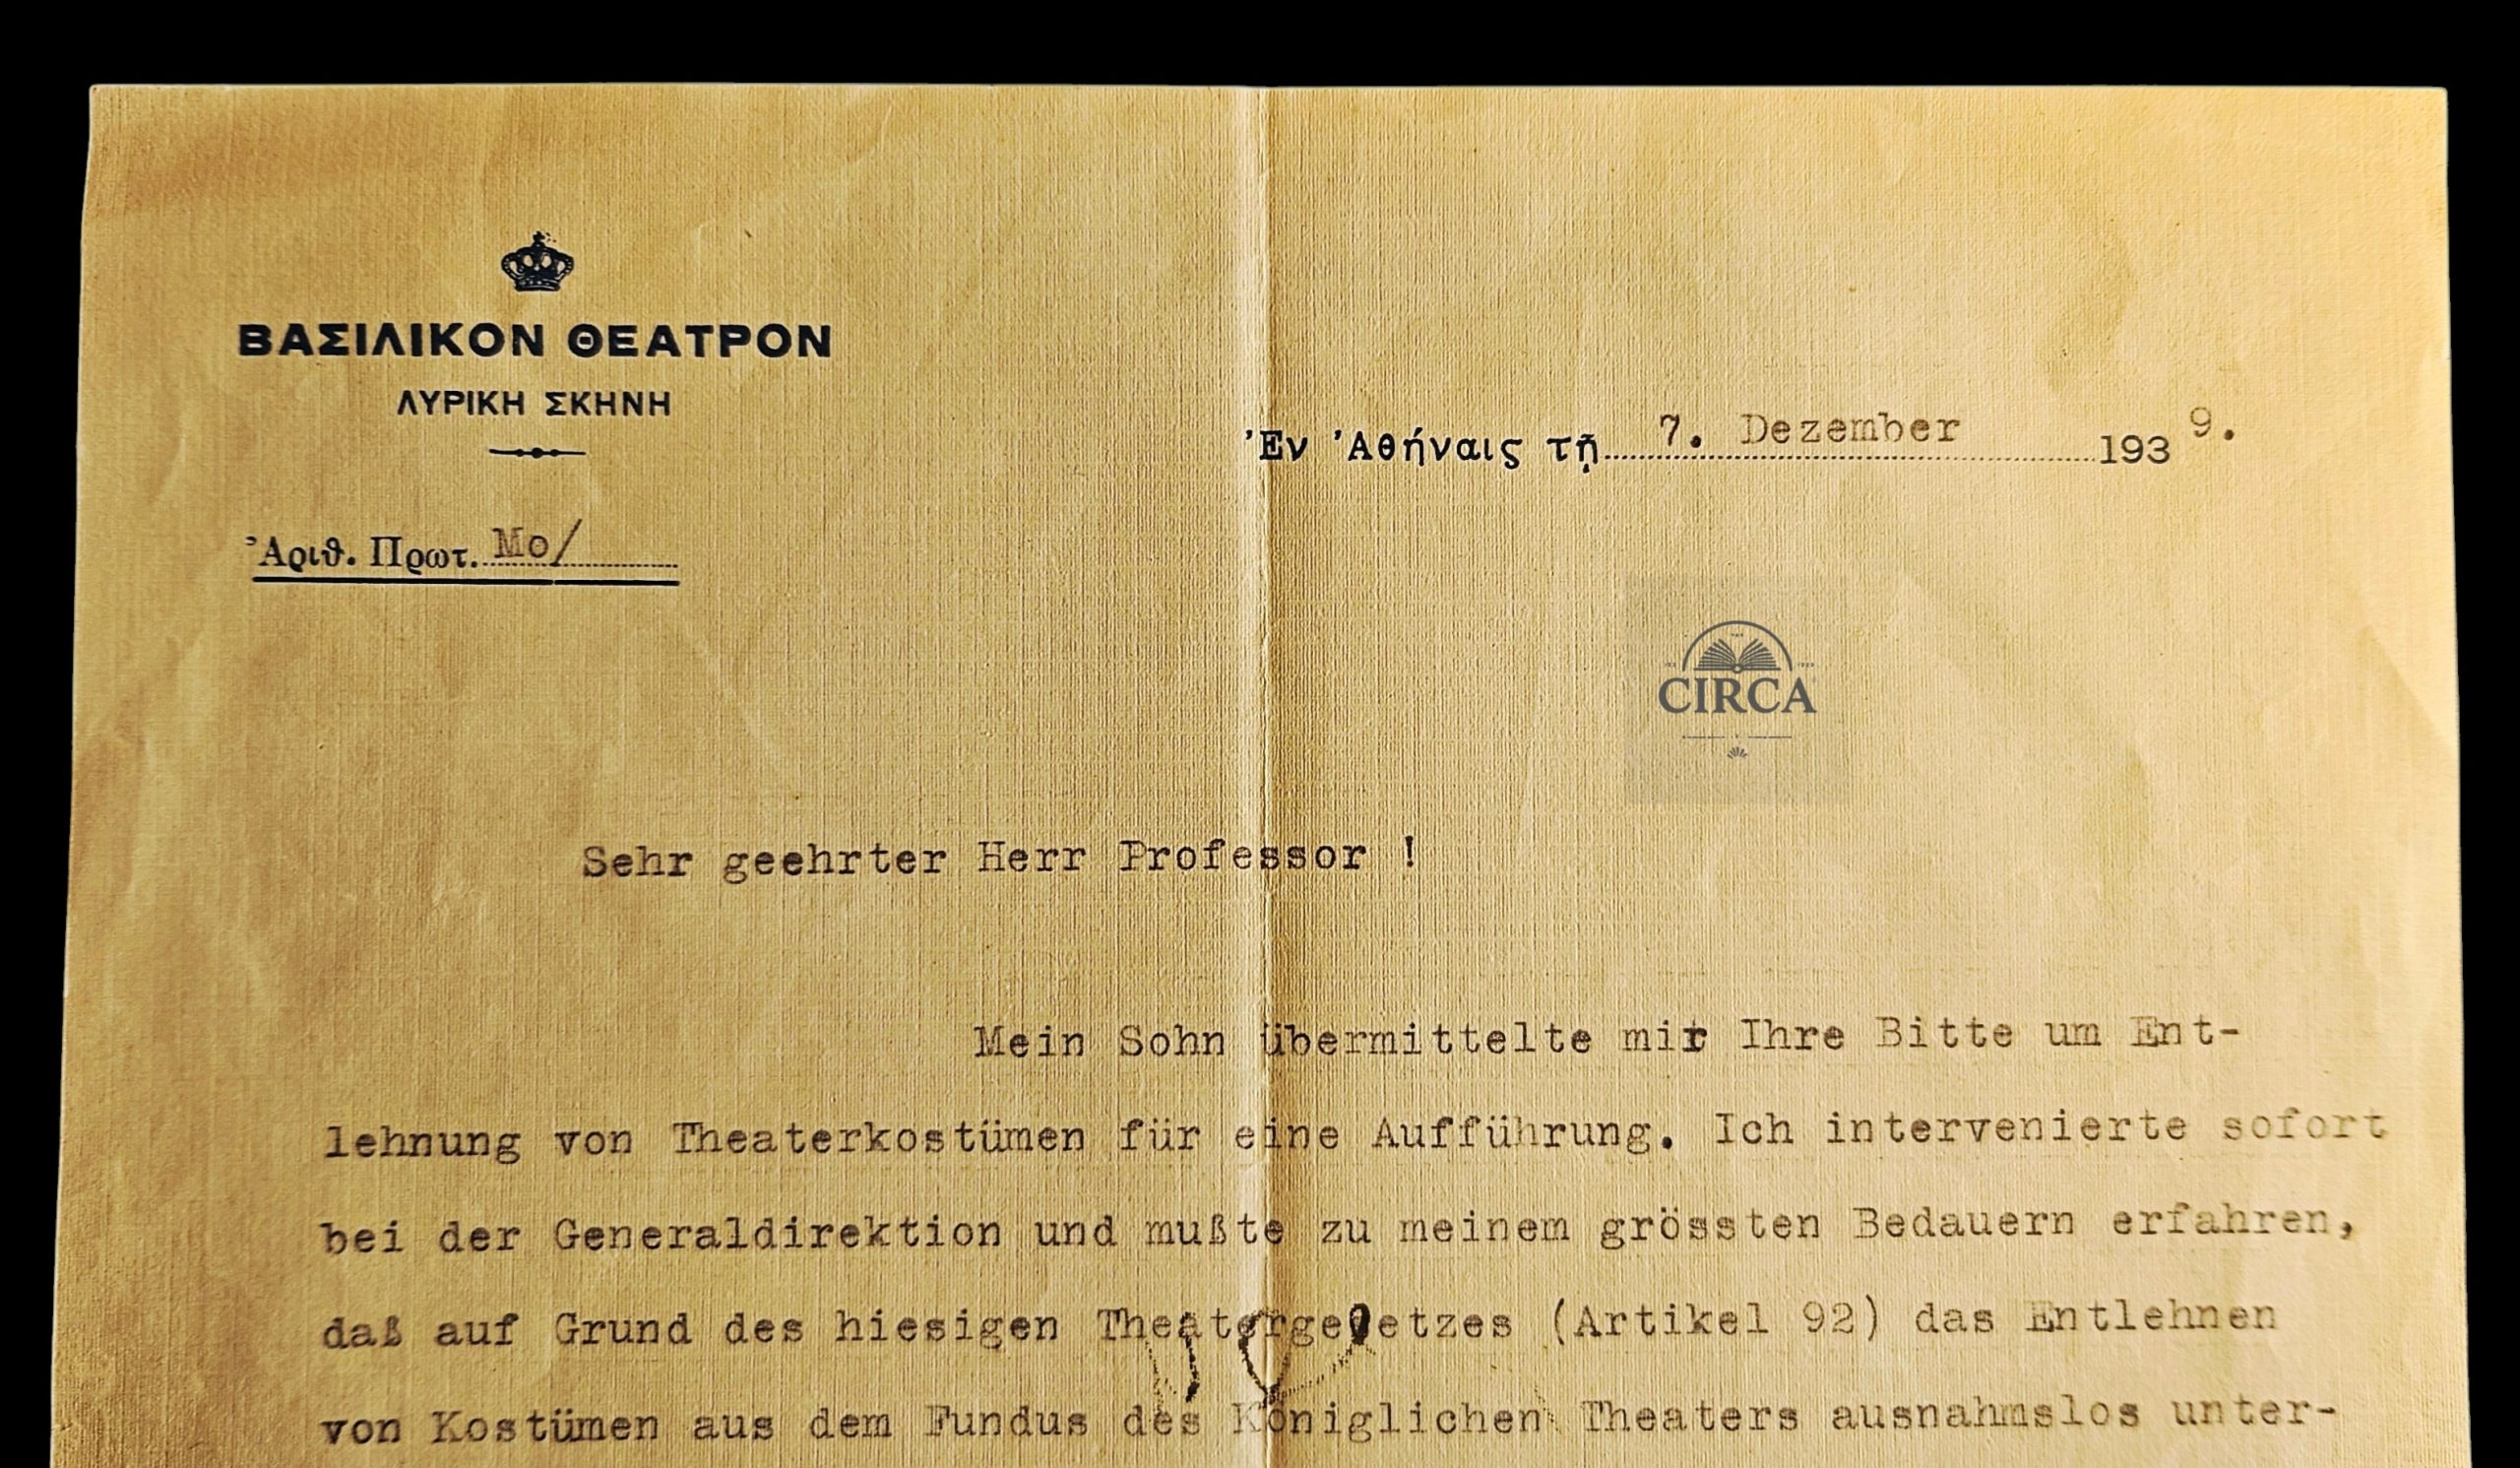 ΒΑΣΙΛΙΚΟΝ ΘΕΑΤΡΟΝ
ΛΥΡΙΚΗ ΣΚΗΝΗ
Ἐν Ἀθήναις τῇ 7. Dezember 1939.
Ἀριθ. Πρωτ. Mo/
CIRCA
Sehr geehrter Herr Professor !
Mein Sohn übermittelte mir Ihre Bitte um Ent-
lehnung von Theaterkostümen für eine Aufführung. Ich intervenierte sofort
bei der Generaldirektion und mußte zu meinem grössten Bedauern erfahren,
daß auf Grund des hiesigen Theatergesetzes (Artikel 92) das Entlehnen
von Kostümen aus dem Fundus des Königlichen Theaters ausnahmslos unter-